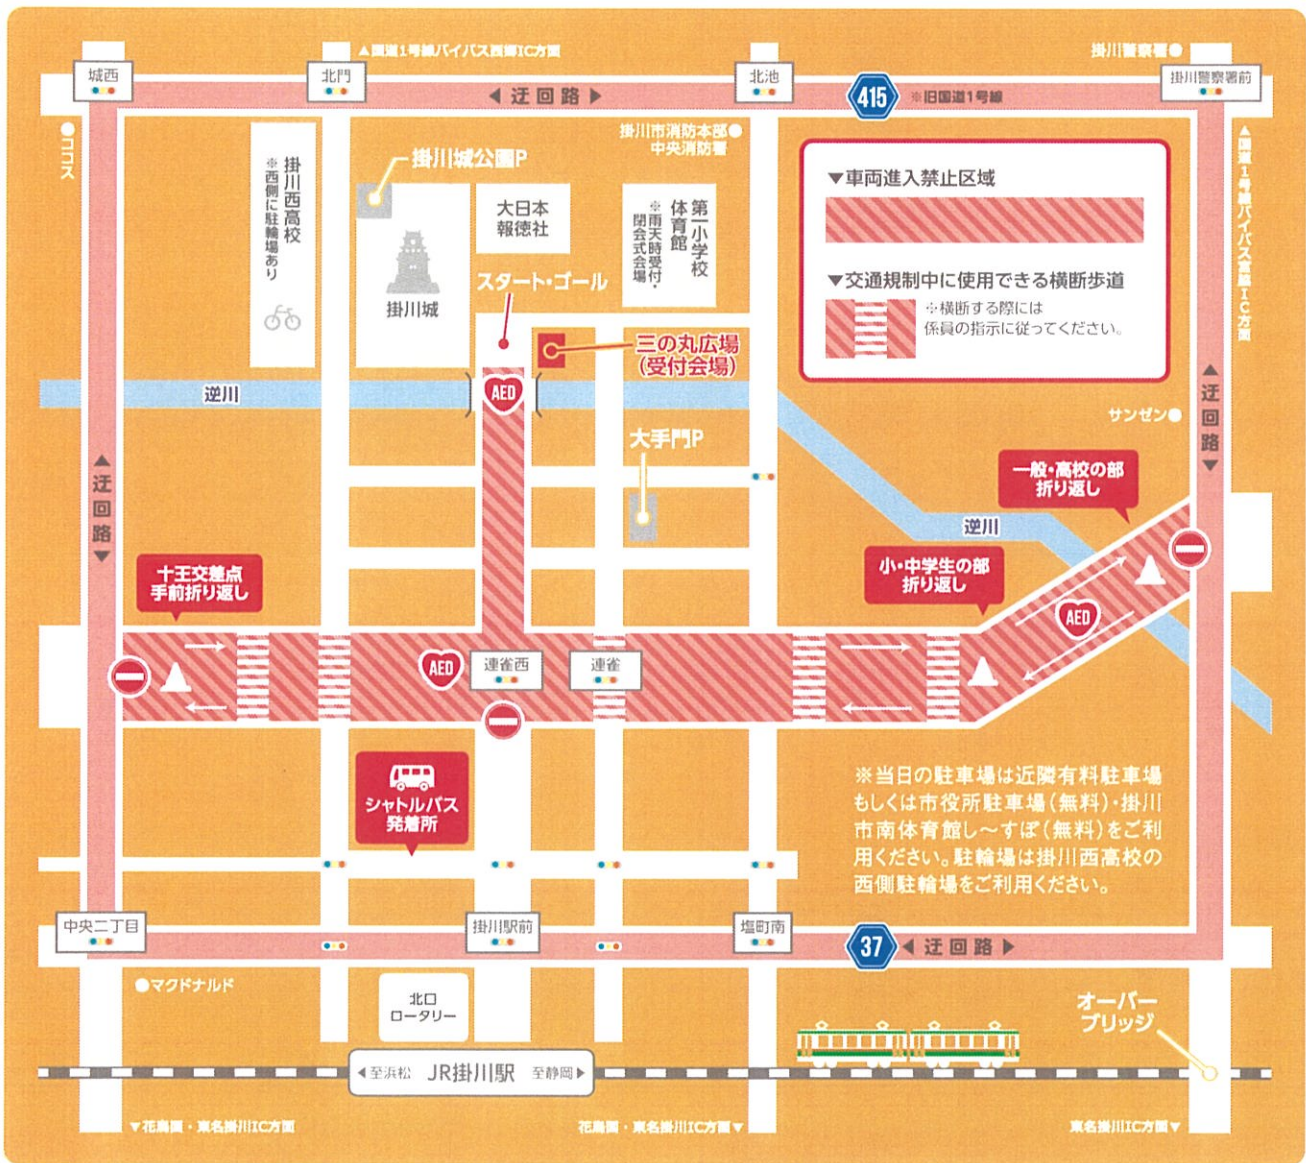 ▲国道1号線バイパス西郷IC方面
掛川警察署●
城西
北門
◀ 迂回路 ▶
北池
415
※旧国道1号線
掛川警察署前
●ココス
掛川西高校
※西側に駐輪場あり
掛川城公園P
掛川城
大日本
報徳社
掛川市消防本部●
中央消防署
第一小学校
体育館
※雨天時受付・
閉会式会場
▼車両進入禁止区域
▼交通規制中に使用できる横断歩道
※横断する際には
係員の指示に従ってください。
スタート・ゴール
三の丸広場
(受付会場)
逆川
AED
大手門P
サンゼン●
▲迂回路▼
▲迂回路▼
一般・高校の部
折り返し
逆川
小・中学生の部
折り返し
十王交差点
手前折り返し
AED
AED
連雀西
連雀
シャトルバス
発着所
※当日の駐車場は近隣有料駐車場
もしくは市役所駐車場(無料)・掛川
市南体育館し〜すぽ(無料)をご利
用ください。駐輪場は掛川西高校の
西側駐輪場をご利用ください。
中央二丁目
掛川駅前
塩町南
37
◀ 迂回路 ▶
●マクドナルド
北口
ロータリー
オーバー
ブリッジ
◀至浜松 JR掛川駅 至静岡▶
▼花鳥園・東名掛川IC方面
花鳥園・東名掛川IC方面▼
東名掛川IC方面▼